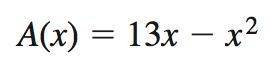 A(x) = 13x − x²